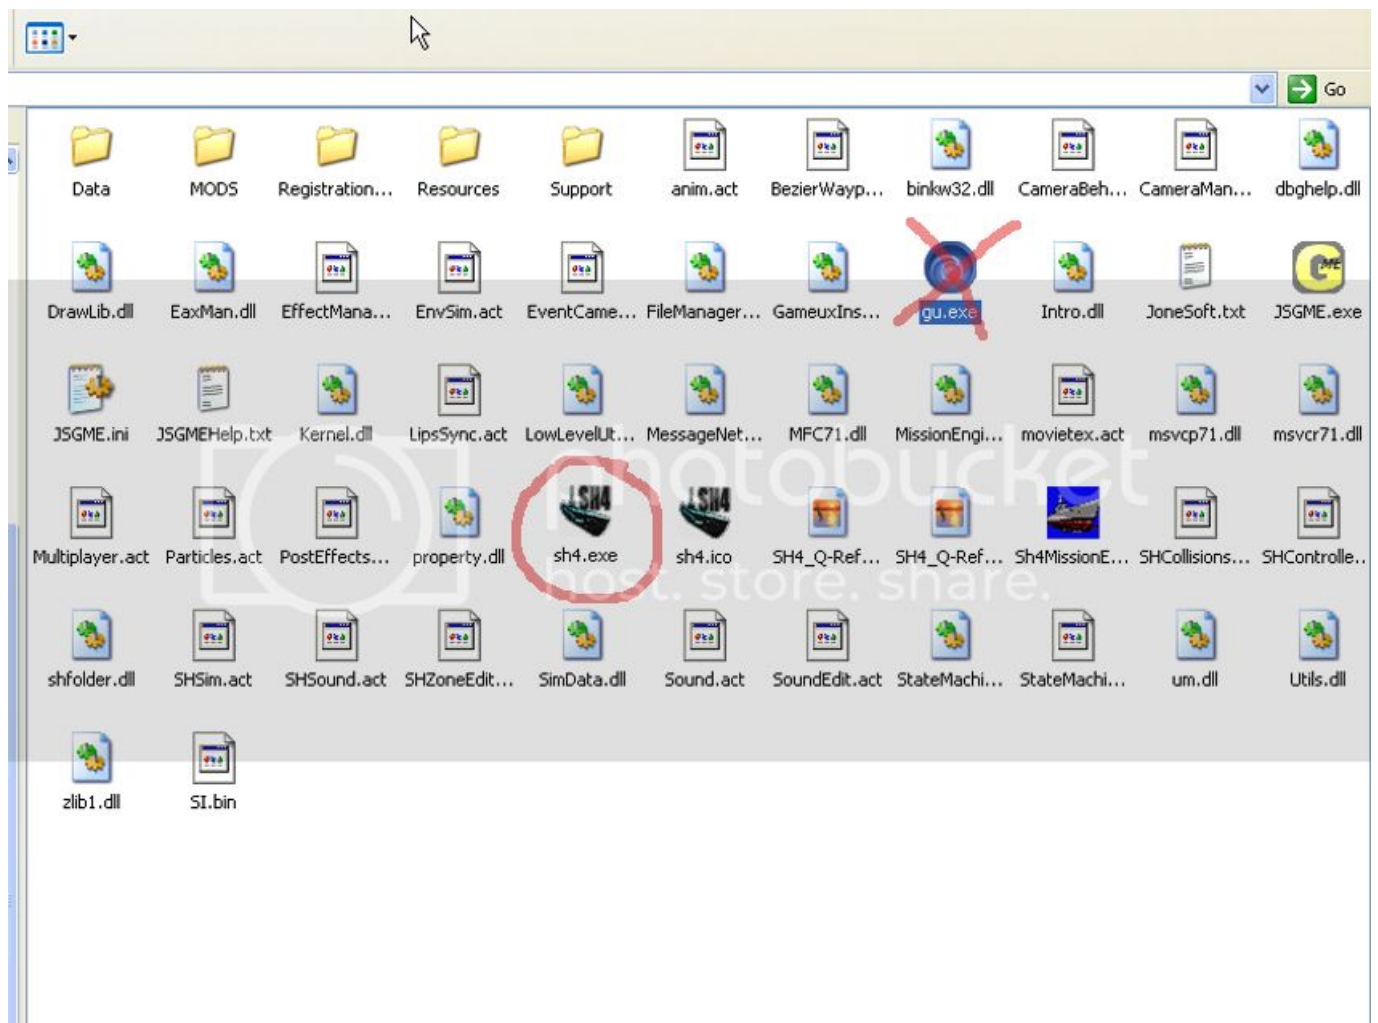 Go
Data MODS Registration... Resources Support anim.act BezierWayp... binkw32.dll CameraBeh... CameraMan... dbghelp.dll
DrawLib.dll EaxMan.dll EffectMana... EnvSim.act EventCame... FileManager... GameuxIns... gu.exe Intro.dll JoneSoft.txt JSGME.exe
JSGME.ini JSGMEHelp.txt Kernel.dll LipsSync.act LowLevelUt... MessageNet... MFC71.dll MissionEngi... movietex.act msvcp71.dll msvcr71.dll
photobucket
SH4 SH4
Multiplayer.act Particles.act PostEffects... property.dll sh4.exe sh4.ico SH4_Q-Ref... SH4_Q-Ref... Sh4MissionE... SHCollisions... SHControlle...
host. store. share.
shfolder.dll SHSim.act SHSound.act SHZoneEdit... SimData.dll Sound.act SoundEdit.act StateMachi... StateMachi... um.dll Utils.dll
zlib1.dll SI.bin